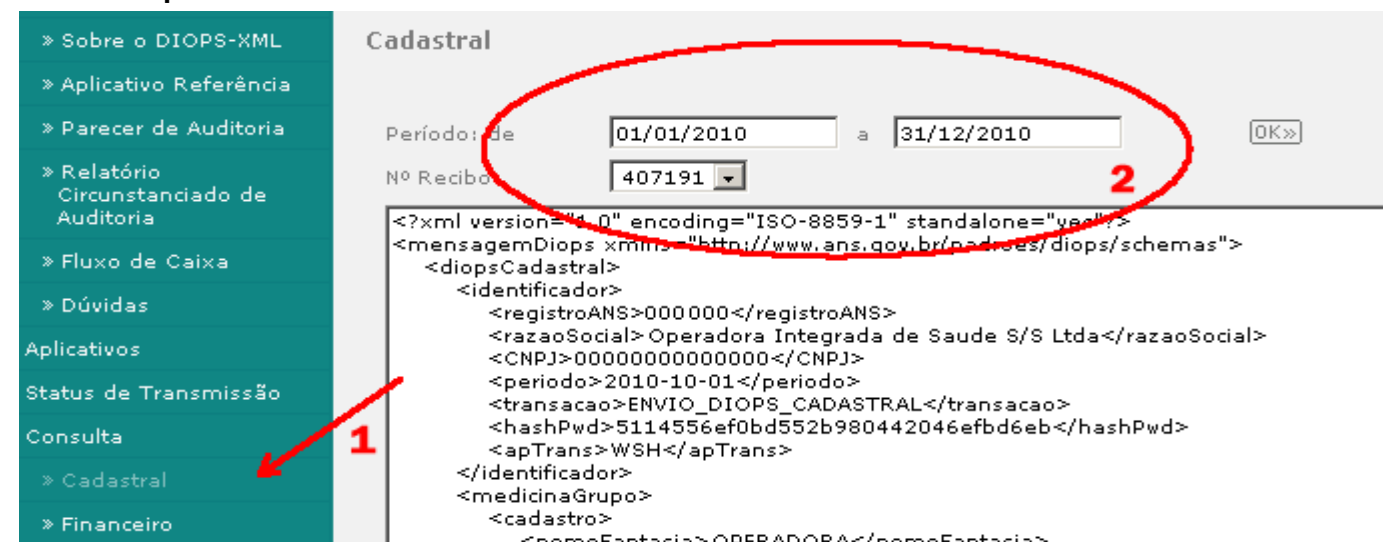 » Sobre o DIOPS-XML
» Aplicativo Referência
» Parecer de Auditoria
» Relatório
Circunstanciado de
Auditoria
» Fluxo de Caixa
» Dúvidas
Aplicativos
Status de Transmissão
Consulta
» Cadastral
» Financeiro
1
Cadastral
Período: de 01/01/2010 a 31/12/2010 OK»
Nº Recibo 407191
2
<?xml version="1.0" encoding="ISO-8859-1" standalone="yes"?>
<mensagemDiops xmlns="http://www.ans.gov.br/padroes/diops/schemas">
<diopsCadastral>
<identificador>
<registroANS>000000</registroANS>
<razaoSocial>Operadora Integrada de Saude S/S Ltda</razaoSocial>
<CNPJ>00000000000000</CNPJ>
<periodo>2010-10-01</periodo>
<transacao>ENVIO_DIOPS_CADASTRAL</transacao>
<hashPwd>5114556ef0bd552b980442046efbd6eb</hashPwd>
<apTrans>WSH</apTrans>
</identificador>
<medicinaGrupo>
<cadastro>
<nomeFantasia>OPERADORA</nomeFantasia>